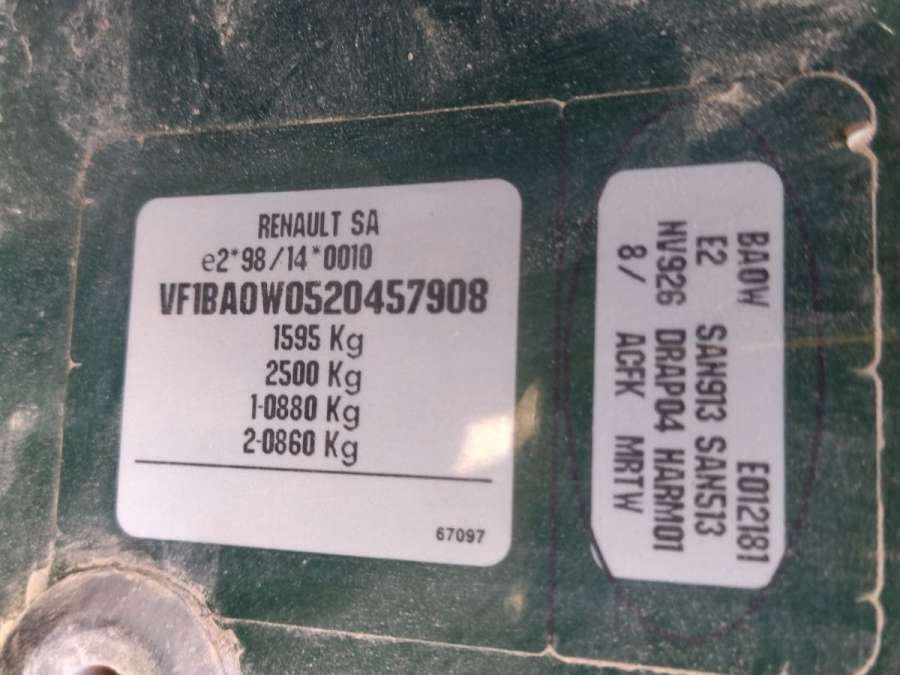 RENAULT SA
e2*98/14*0010
VF1BA0W0520457908
1595 Kg
2500 Kg
1-0880 Kg
2-0860 Kg
67097
BA0W E012181
E2 SAN913 SAN513
NV926 DRAP04 HARM01
8/ ACFK MRTW